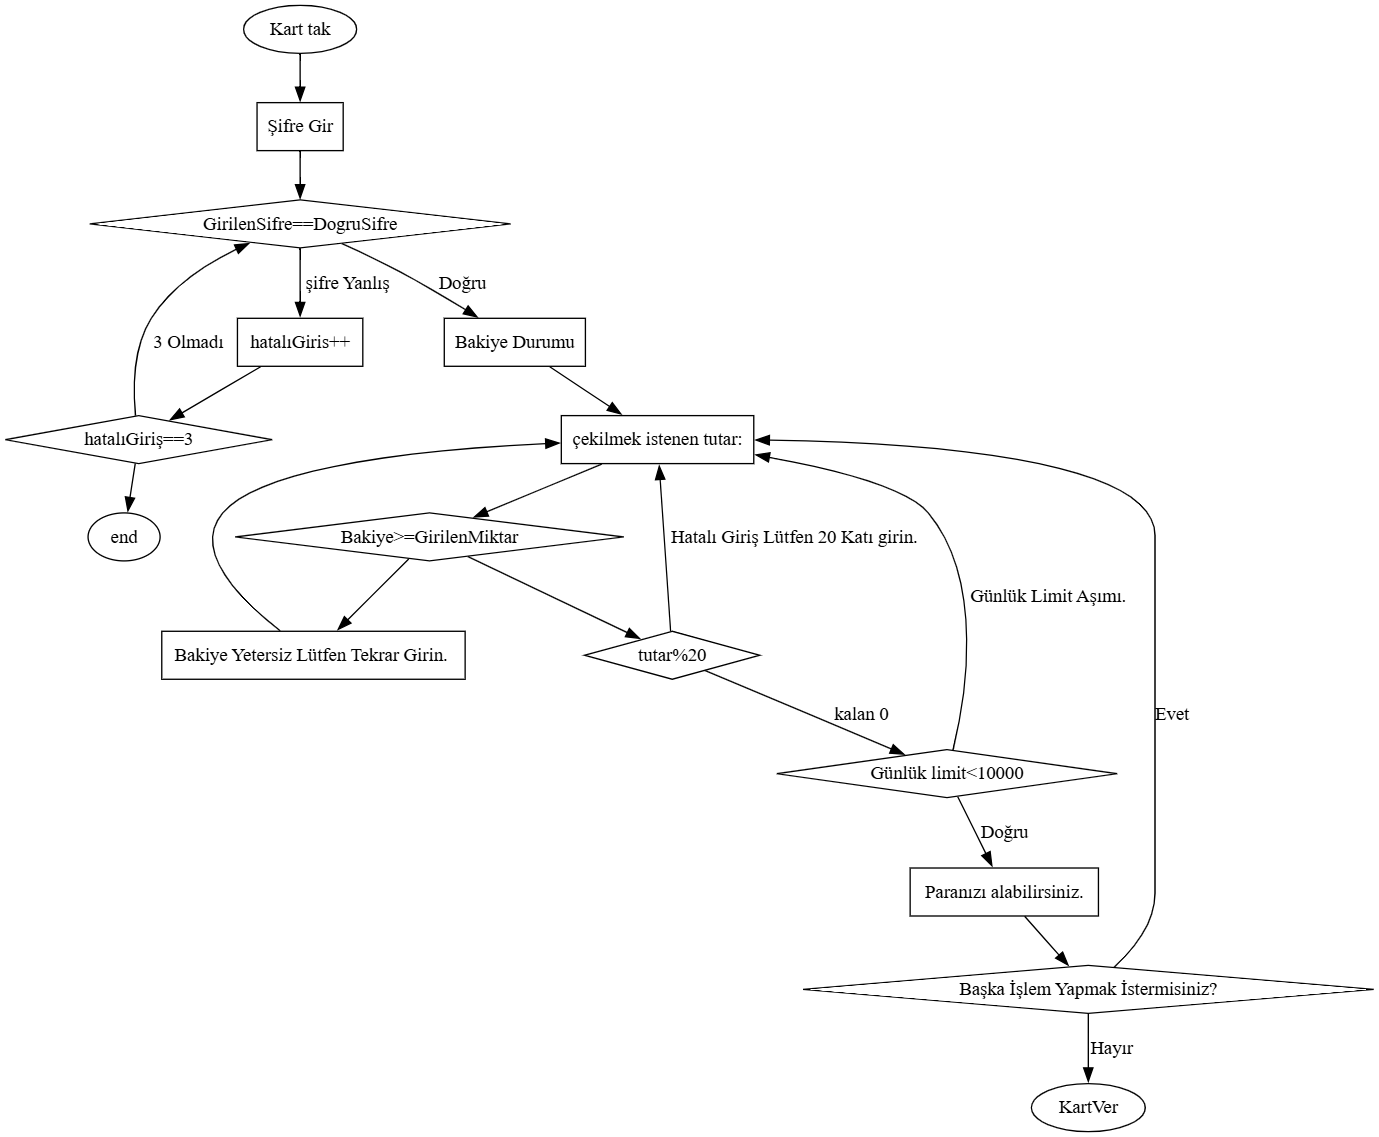 Kart tak
Şifre Gir
GirilenSifre==DogruSifre
şifre Yanlış
Doğru
3 Olmadı
hatalıGiris++
Bakiye Durumu
hatalıGiriş==3
çekilmek istenen tutar:
end
Bakiye>=GirilenMiktar
Hatalı Giriş Lütfen 20 Katı girin.
Günlük Limit Aşımı.
Bakiye Yetersiz Lütfen Tekrar Girin.
tutar%20
kalan 0
Evet
Günlük limit<10000
Doğru
Paranızı alabilirsiniz.
Başka İşlem Yapmak İstermisiniz?
Hayır
KartVer